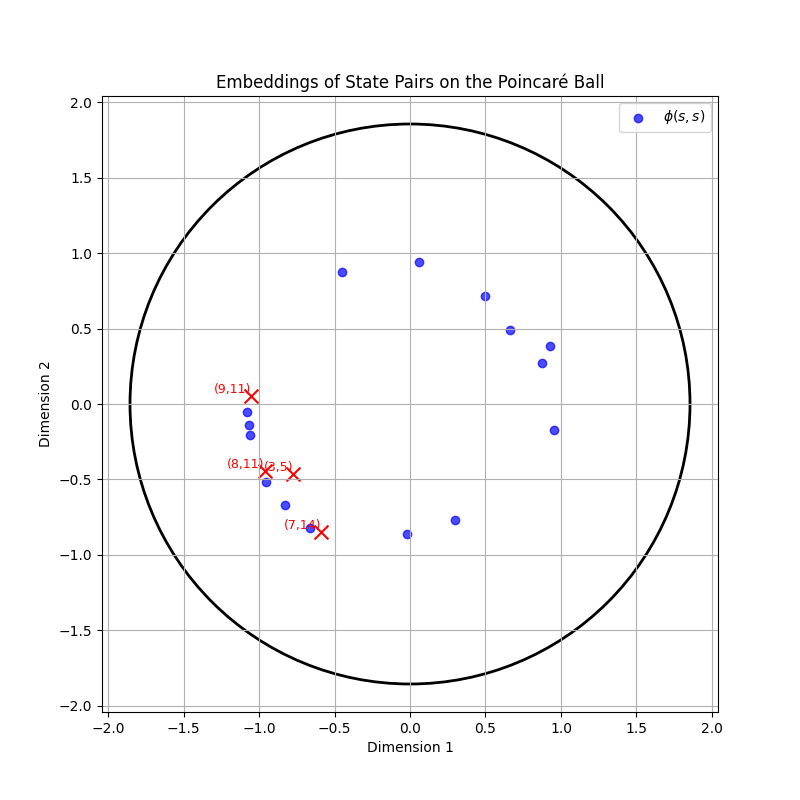 Embeddings of State Pairs on the Poincaré Ball
ϕ(s, s)
2.0
1.5
1.0
0.5
0.0
−0.5
−1.0
−1.5
−2.0
Dimension 2
(9,11)
(8,11)
(3,5)
(7,14)
−2.0 −1.5 −1.0 −0.5 0.0 0.5 1.0 1.5 2.0
Dimension 1